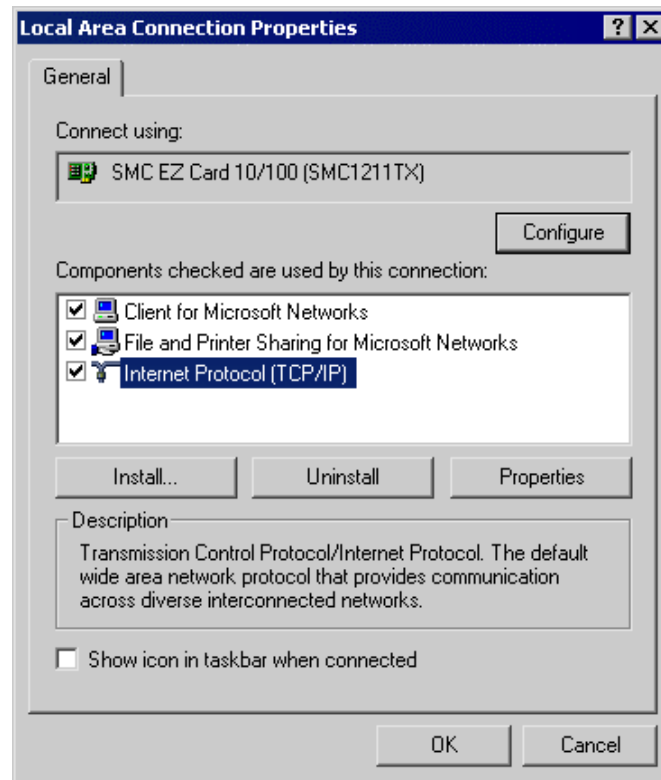 Local Area Connection Properties
General
Connect using:
SMC EZ Card 10/100 (SMC1211TX)
Configure
Components checked are used by this connection:
Client for Microsoft Networks
File and Printer Sharing for Microsoft Networks
Internet Protocol (TCP/IP)
Install... Uninstall Properties
Description
Transmission Control Protocol/Internet Protocol. The default
wide area network protocol that provides communication
across diverse interconnected networks.
Show icon in taskbar when connected
OK Cancel